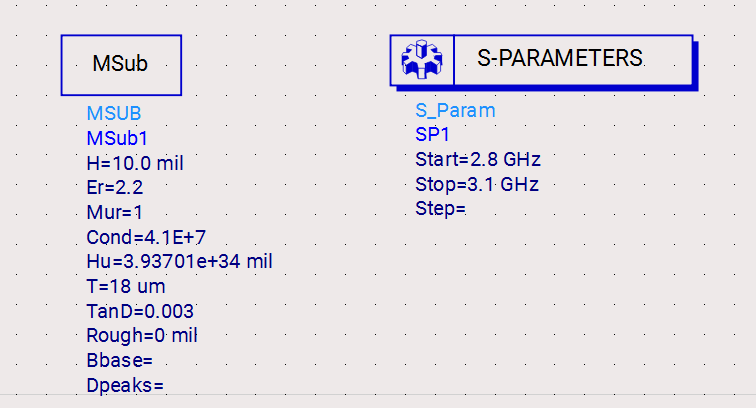 MSub
MSUB
MSub1
H=10.0 mil
Er=2.2
Mur=1
Cond=4.1E+7
Hu=3.93701e+34 mil
T=18 um
TanD=0.003
Rough=0 mil
Bbase=
Dpeaks=
S-PARAMETERS
S_Param
SP1
Start=2.8 GHz
Stop=3.1 GHz
Step=